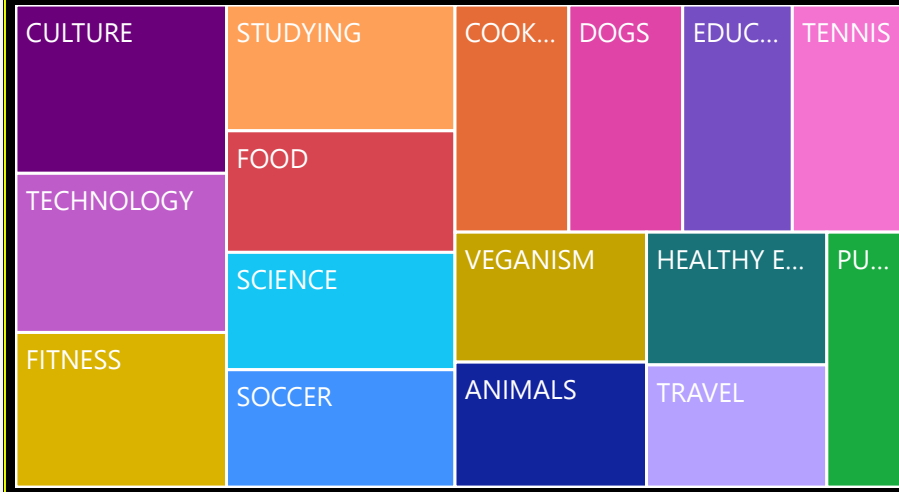 CULTURE
STUDYING
COOK...
DOGS
EDUC...
TENNIS
FOOD
TECHNOLOGY
VEGANISM
HEALTHY E...
PU...
SCIENCE
FITNESS
SOCCER
ANIMALS
TRAVEL